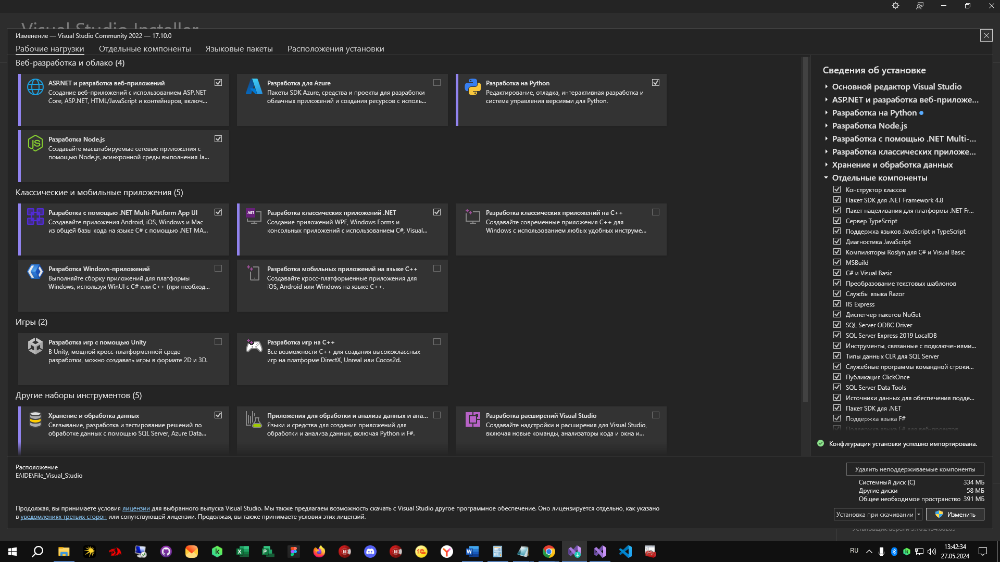 Visual Studio Installer
Изменение — Visual Studio Community 2022 — 17.10.0
Рабочие нагрузки
Отдельные компоненты
Языковые пакеты
Расположения установки
Веб-разработка и облако (4)
ASP.NET и разработка веб-приложений
Создание веб-приложений с использованием ASP.NET
Core, ASP.NET, HTML/JavaScript и контейнеров, включ...
Разработка для Azure
Пакеты SDK Azure, средства и проекты для разработки
облачных приложений и создания ресурсов с исполь...
Разработка на Python
Редактирование, отладка, интерактивная разработка и
система управления версиями для Python.
Разработка Node.js
Создавайте масштабируемые сетевые приложения с
помощью Node.js, асинхронной среды выполнения Ja...
Классические и мобильные приложения (5)
Разработка с помощью .NET Multi-Platform App UI
Создавайте приложения Android, iOS, Windows и Mac
из общей базы кода на языке C# с помощью .NET MA...
.NET
Разработка классических приложений .NET
Создание приложений WPF, Windows Forms и
консольных приложений с использованием C#, Visual...
Разработка классических приложений на C++
Создавайте современные приложения C++ для
Windows с использованием любых удобных инструме...
Разработка Windows-приложений
Выполняйте сборку приложений для платформы
Windows, используя WinUI с C# или C++ (при необход...
Разработка мобильных приложений на языке C++
Создавайте кросс-платформенные приложения для
iOS, Android или Windows на языке C++.
Игры (2)
Разработка игр с помощью Unity
В Unity, мощной кросс-платформенной среде
разработки, можно создавать игры в формате 2D и 3D.
Разработка игр на C++
Все возможности C++ для создания высококлассных
игр на платформе DirectX, Unreal или Cocos2d.
Другие наборы инструментов (5)
Хранение и обработка данных
Связывание, разработка и тестирование решений по
обработке данных с помощью SQL Server, Azure Data...
Приложения для обработки и анализа данных и ана...
Языки и средства для создания приложений для
обработки и анализа данных, включая Python и F#.
Разработка расширений Visual Studio
Создавайте надстройки и расширения для Visual Studio,
включая новые команды, анализаторы кода и окна и...
Сведения об установке
Основной редактор Visual Studio
ASP.NET и разработка веб-приложе...
Разработка на Python
Разработка Node.js
Разработка с помощью .NET Multi-...
Разработка классических приложе...
Хранение и обработка данных
Отдельные компоненты
Конструктор классов
Пакет SDK для .NET Framework 4.8
Пакет нацеливания для платформы .NET Fr...
Сервер TypeScript
Поддержка языков JavaScript и TypeScript
Диагностика JavaScript
Компиляторы Roslyn для C# и Visual Basic
MSBuild
C# и Visual Basic
Преобразование текстовых шаблонов
Службы языка Razor
IIS Express
Диспетчер пакетов NuGet
SQL Server ODBC Driver
SQL Server Express 2019 LocalDB
Инструменты, связанные с подключениями...
Типы данных CLR для SQL Server
Служебные программы командной строки...
Публикация ClickOnce
SQL Server Data Tools
Источники данных для обеспечения подде...
Пакет SDK для .NET
Поддержка языка F#
Поддержка языка F# для веб-проектов
Конфигурация установки успешно импортирована.
Расположение
E:\IDE\File_Visual_Studio
Удалить неподдерживаемые компоненты
Системный диск (C) 334 МБ
Другие диски 58 МБ
Общее необходимое пространство 391 МБ
Продолжая, вы принимаете условия лицензии для выбранного выпуска Visual Studio. Мы также предлагаем возможность скачать с Visual Studio другое программное обеспечение. Оно лицензируется отдельно, как указано
в уведомлениях третьих сторон или сопутствующей лицензии. Продолжая, вы также принимаете условия этих лицензий.
Установка при скачивании
Изменить
RU
13:42:34
27.05.2024